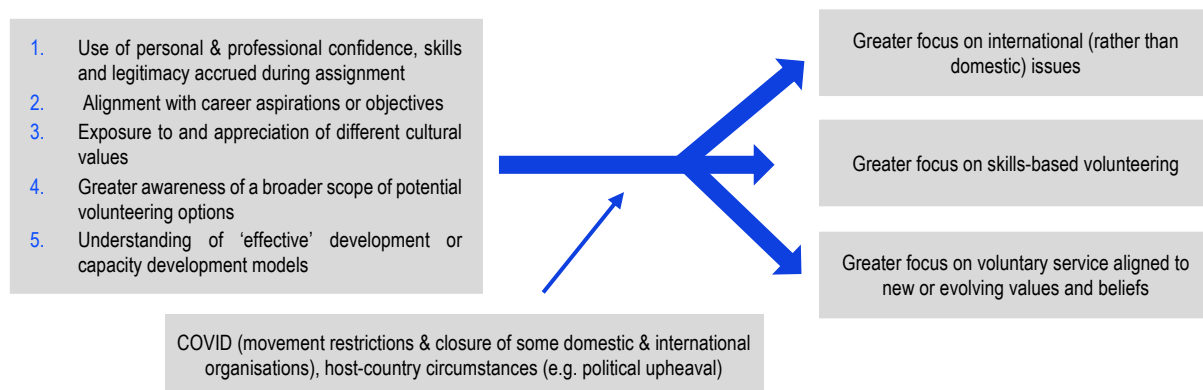 1. Use of personal & professional confidence, skills
and legitimacy accrued during assignment
2. Alignment with career aspirations or objectives
3. Exposure to and appreciation of different cultural
values
4. Greater awareness of a broader scope of potential
volunteering options
5. Understanding of ‘effective’ development or
capacity development models
Greater focus on international (rather than
domestic) issues
Greater focus on skills-based volunteering
Greater focus on voluntary service aligned to
new or evolving values and beliefs
COVID (movement restrictions & closure of some domestic & international
organisations), host-country circumstances (e.g. political upheaval)